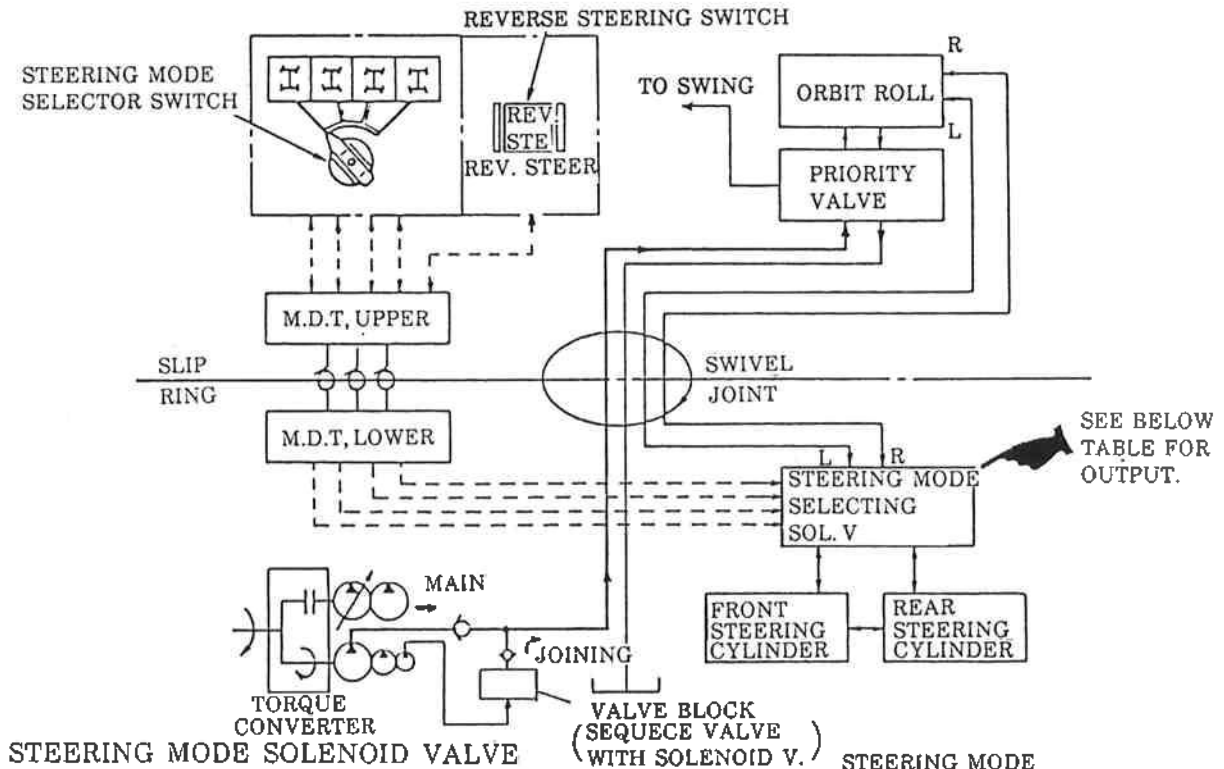 REVERSE STEERING SWITCH
STEERING MODE
SELECTOR SWITCH
REV.
STE
REV. STEER
TO SWING
ORBIT ROLL
R
L
PRIORITY
VALVE
M.D.T, UPPER
SLIP
RING
SWIVEL
JOINT
M.D.T, LOWER
SEE BELOW
TABLE FOR
OUTPUT.
L
R
STEERING MODE
SELECTING
SOL. V
MAIN
JOINING
FRONT
STEERING
CYLINDER
REAR
STEERING
CYLINDER
TORQUE
CONVERTER
VALVE BLOCK
(SEQUECE VALVE
WITH SOLENOID V.)
STEERING MODE SOLENOID VALVE
STEERING MODE